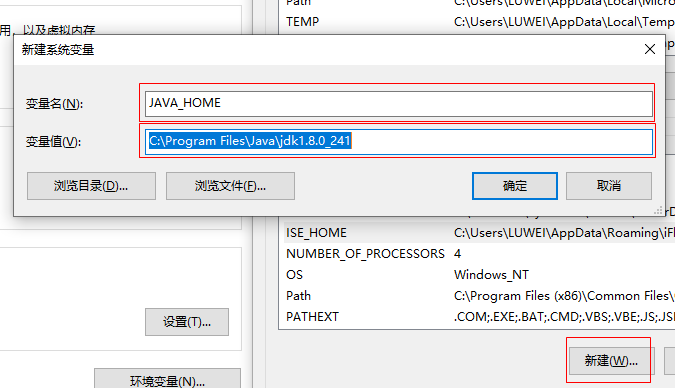 Path C:\Users\LUWEI\AppData\Local\Micro
用，以及虚拟内存
TEMP C:\Users\LUWEI\AppData\Local\Temp
新建系统变量
变量名(N): JAVA_HOME
变量值(V): C:\Program Files\Java\jdk1.8.0_241
浏览目录(D)... 浏览文件(F)... 确定 取消
ISE_HOME C:\Users\LUWEI\AppData\Roaming\iFl
NUMBER_OF_PROCESSORS 4
OS Windows_NT
Path C:\Program Files (x86)\Common Files\
PATHEXT .COM;.EXE;.BAT;.CMD;.VBS;.VBE;.JS;.JSE
设置(T)...
新建(W)...
环境变量(N)...